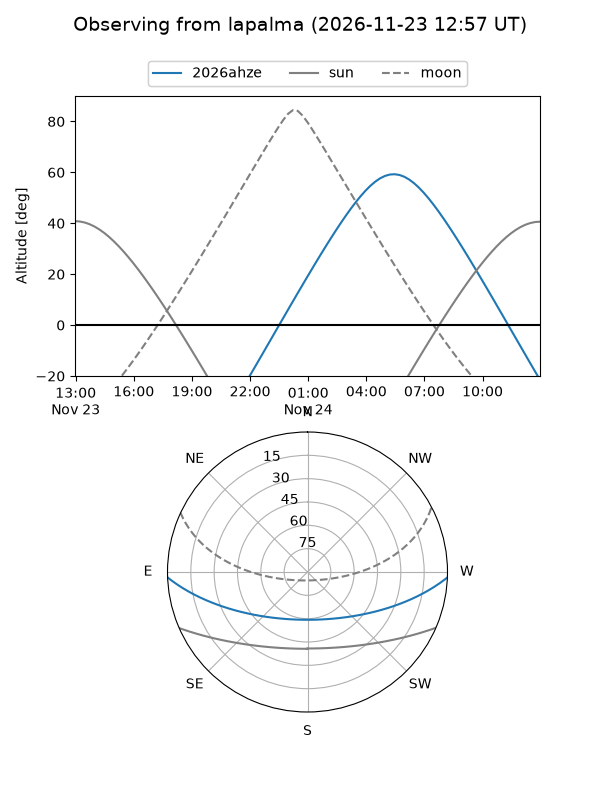 Observing from lapalma (2026-11-23 12:57 UT)
2026ahze sun moon
Altitude [deg]
80
60
40
20
0
−20
13:00 16:00 19:00 22:00 01:00 04:00 07:00 10:00
Nov 23 Nov 24
N
NE NW
15
30
45
60
75
E W
SE SW
S